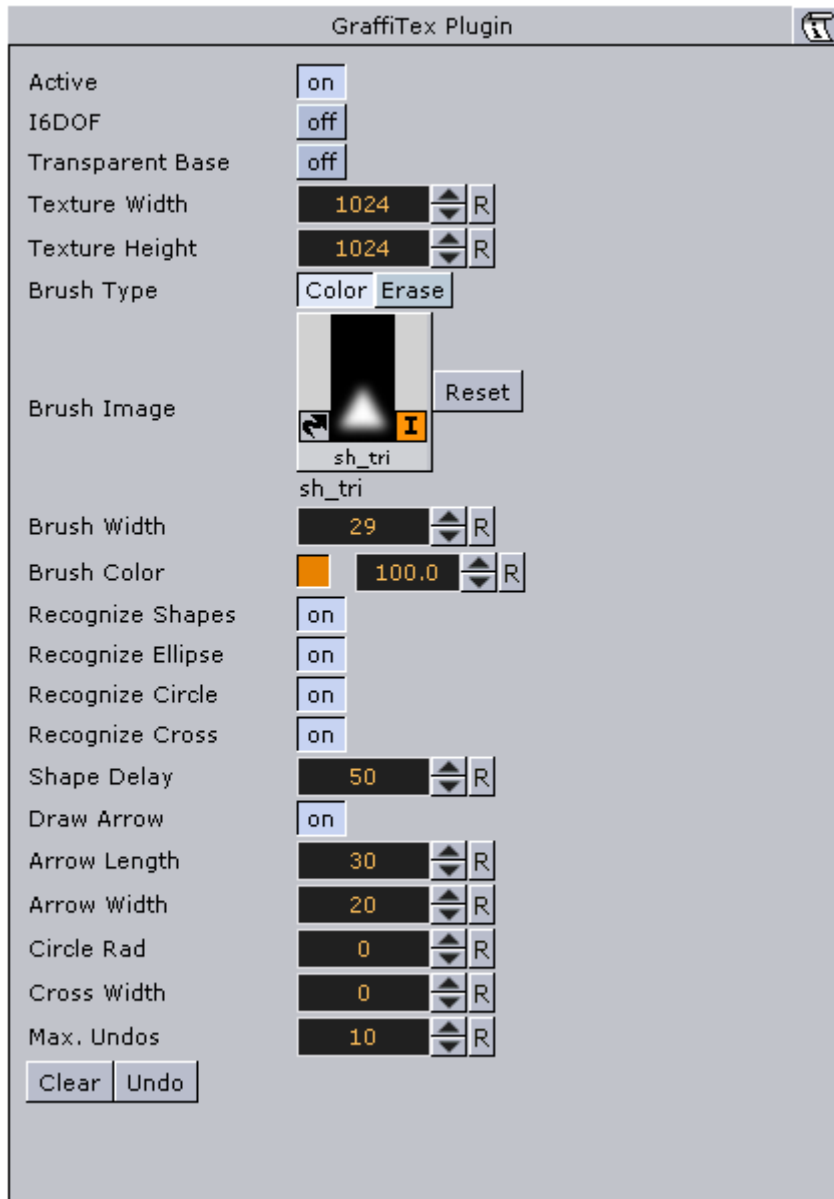 GraffiTex Plugin
Active on
I6DOF off
Transparent Base off
Texture Width 1024 R
Texture Height 1024 R
Brush Type Color Erase
Brush Image I sh_tri Reset
sh_tri
Brush Width 29 R
Brush Color 100.0 R
Recognize Shapes on
Recognize Ellipse on
Recognize Circle on
Recognize Cross on
Shape Delay 50 R
Draw Arrow on
Arrow Length 30 R
Arrow Width 20 R
Circle Rad 0 R
Cross Width 0 R
Max. Undos 10 R
Clear Undo